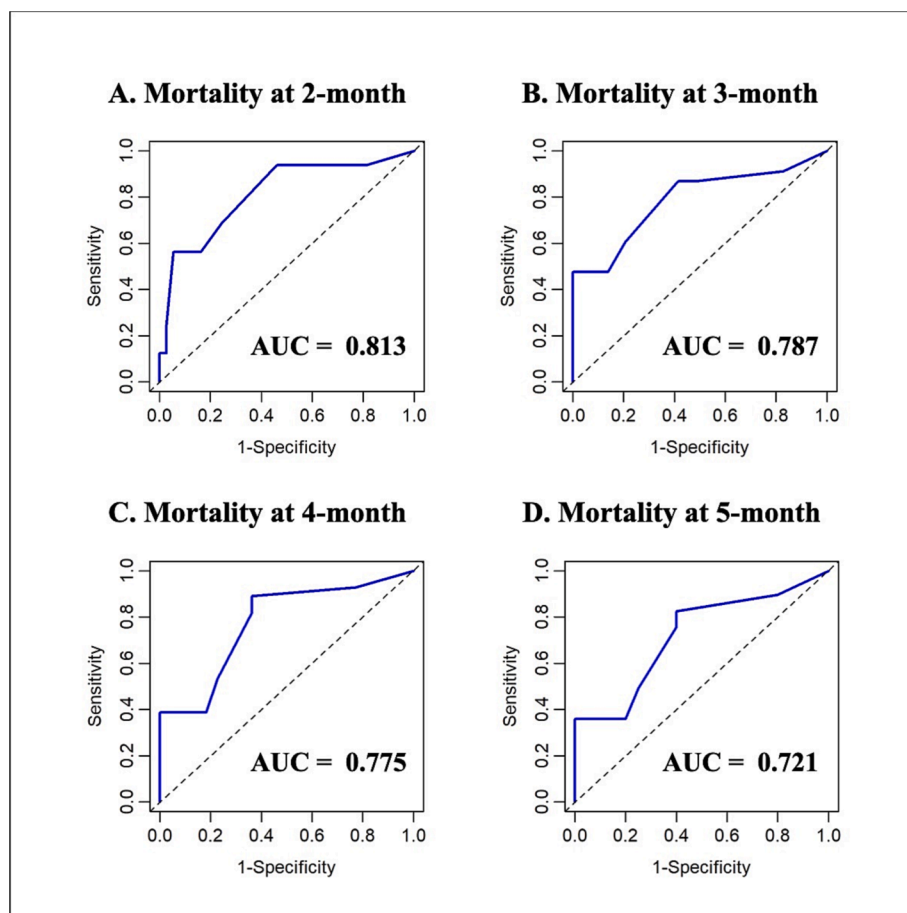 A. Mortality at 2-month
B. Mortality at 3-month
Sensitivity
1.0
0.8
0.6
0.4
0.2
0.0
AUC = 0.813
0.0 0.2 0.4 0.6 0.8 1.0
1-Specificity
Sensitivity
1.0
0.8
0.6
0.4
0.2
0.0
AUC = 0.787
0.0 0.2 0.4 0.6 0.8 1.0
1-Specificity
C. Mortality at 4-month
D. Mortality at 5-month
Sensitivity
1.0
0.8
0.6
0.4
0.2
0.0
AUC = 0.775
0.0 0.2 0.4 0.6 0.8 1.0
1-Specificity
Sensitivity
1.0
0.8
0.6
0.4
0.2
0.0
AUC = 0.721
0.0 0.2 0.4 0.6 0.8 1.0
1-Specificity